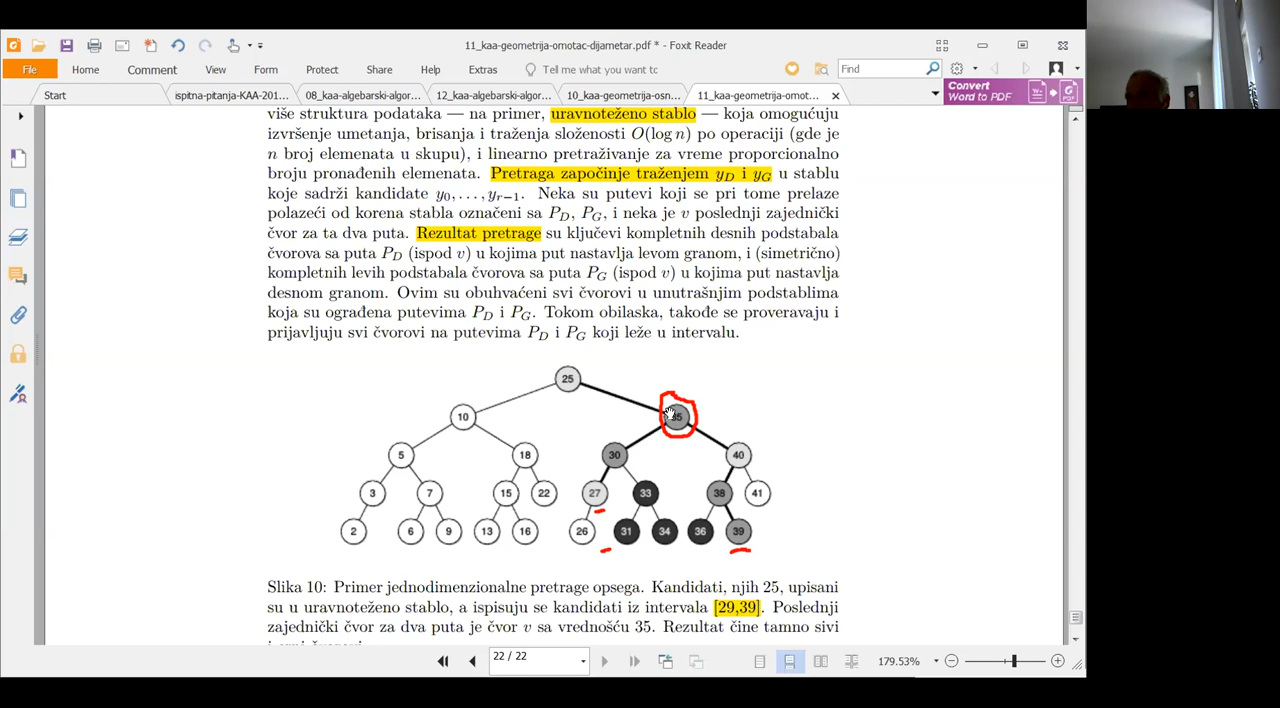 11_kaa-geometrija-omotac-dijametar.pdf * - Foxit Reader
File Home Comment View Form Protect Share Help Extras Tell me what you want to Find
Start ispitna-pitanja-KAA-201... 08_kaa-algebarski-algor... 12_kaa-algebarski-algor... 10_kaa-geometrija-osn... 11_kaa-geometrija-omot...
Convert
Word to PDF
više struktura podataka — na primer, uravnoteženo stablo — koja omogućuju
izvršenje umetanja, brisanja i traženja složenosti O(log n) po operaciji (gde je
n broj elemenata u skupu), i linearno pretraživanje za vreme proporcionalno
broju pronađenih elemenata. Pretraga započinje traženjem y_D i y_G u stablu
koje sadrži kandidate y_0, . . . , y_{r−1}. Neka su putevi koji se pri tome prelaze
polazeći od korena stabla označeni sa P_D, P_G, i neka je v poslednji zajednički
čvor za ta dva puta. Rezultat pretrage su ključevi kompletnih desnih podstabala
čvorova sa puta P_D (ispod v) u kojima put nastavlja levom granom, i (simetrično)
kompletnih levih podstabala čvorova sa puta P_G (ispod v) u kojima put nastavlja
desnom granom. Ovim su obuhvaćeni svi čvorovi u unutrašnjim podstablima
koja su ograđena putevima P_D i P_G. Tokom obilaska, takođe se proveravaju i
prijavljuju svi čvorovi na putevima P_D i P_G koji leže u intervalu.
25
10
5 18 30 40
3 7 15 22 27 33 38 41
2 6 9 13 16 26 31 34 36 39
Slika 10: Primer jednodimenzionalne pretrage opsega. Kandidati, njih 25, upisani
su u uravnoteženo stablo, a ispisuju se kandidati iz intervala [29,39]. Poslednji
zajednički čvor za dva puta je čvor v sa vrednošću 35. Rezultat čine tamno sivi
22 / 22 179.53%